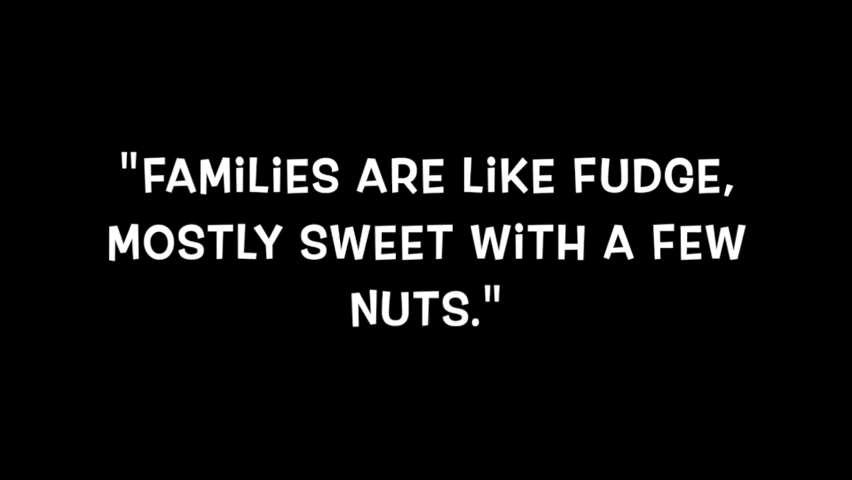 "FAMiLiES ARE LiKE FUDGE,
MOSTLY SWEET WiTH A FEW
NUTS."